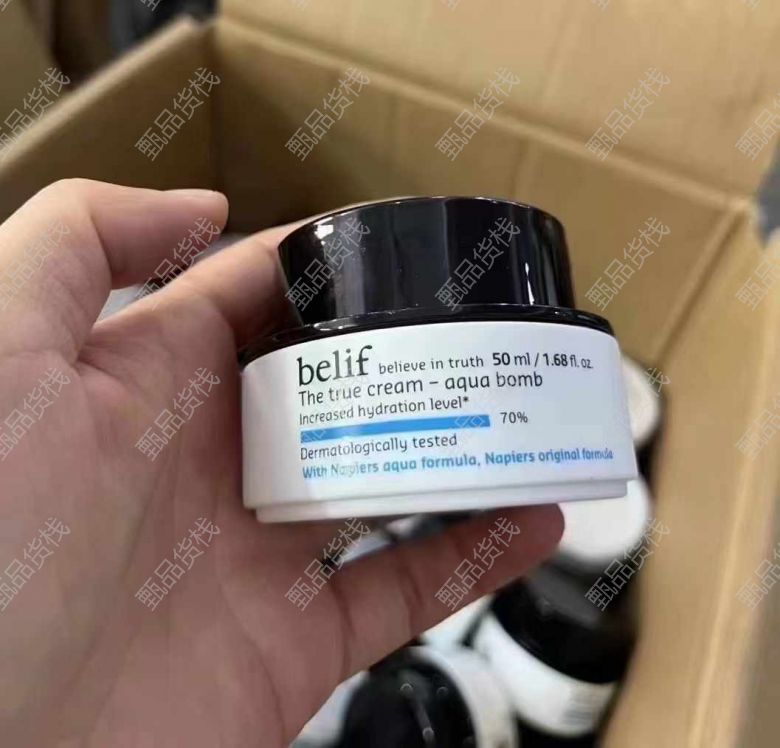 belif believe in truth 50 ml / 1.68 fl. oz.
The true cream – aqua bomb
Increased hydration level*
70%
Dermatologically tested
With Napiers aqua formula, Napiers original formula
甄品货栈